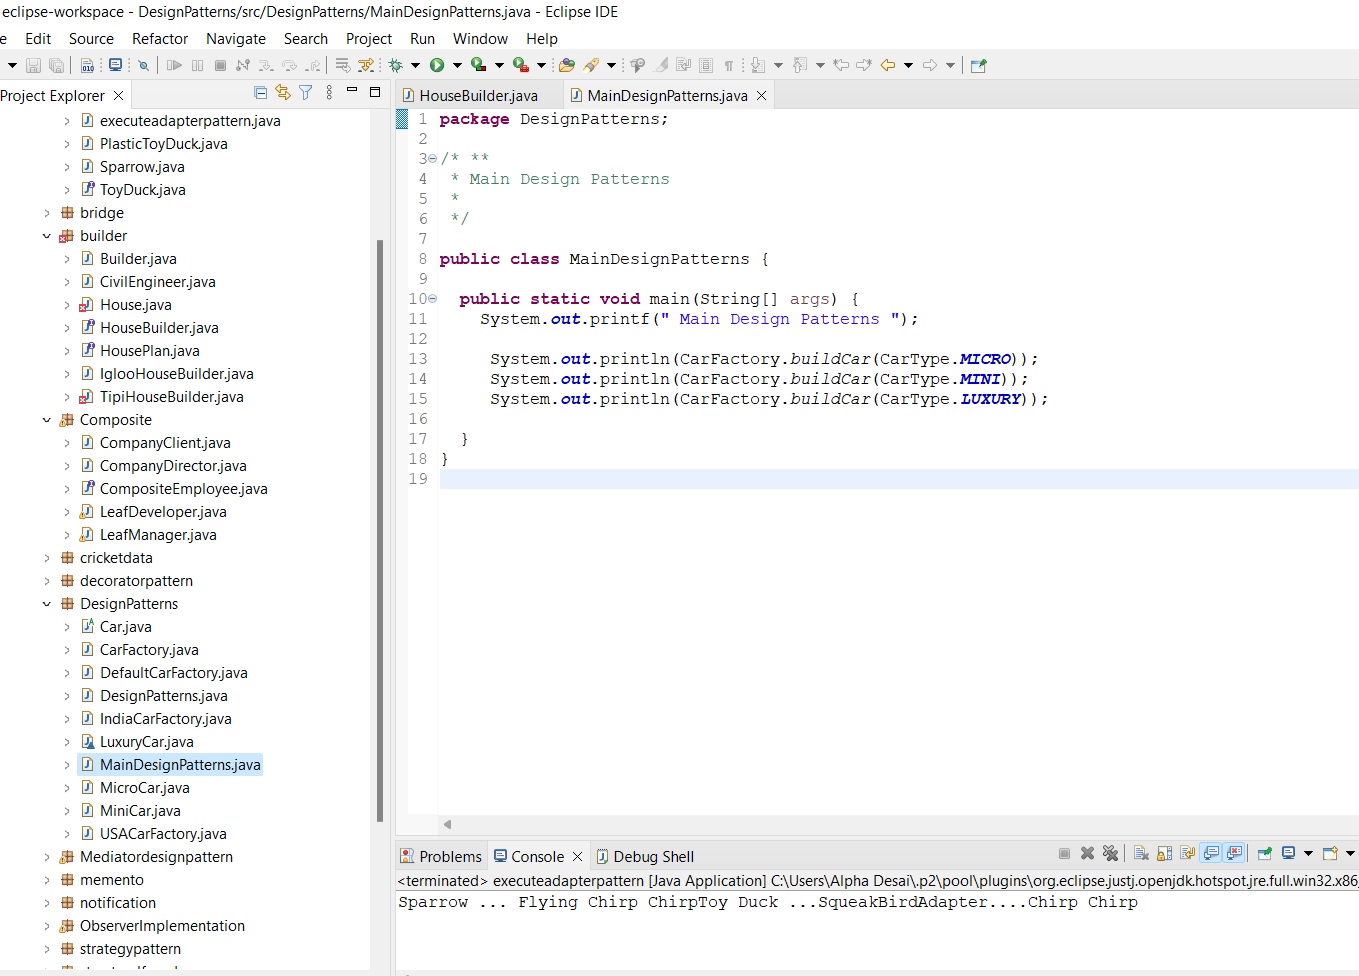 eclipse-workspace - DesignPatterns/src/DesignPatterns/MainDesignPatterns.java - Eclipse IDE
e Edit Source Refactor Navigate Search Project Run Window Help
Project Explorer
executeadapterpattern.java
PlasticToyDuck.java
Sparrow.java
ToyDuck.java
bridge
builder
Builder.java
CivilEngineer.java
House.java
HouseBuilder.java
HousePlan.java
IglooHouseBuilder.java
TipiHouseBuilder.java
Composite
CompanyClient.java
CompanyDirector.java
CompositeEmployee.java
LeafDeveloper.java
LeafManager.java
cricketdata
decoratorpattern
DesignPatterns
Car.java
CarFactory.java
DefaultCarFactory.java
DesignPatterns.java
IndiaCarFactory.java
LuxuryCar.java
MainDesignPatterns.java
MicroCar.java
MiniCar.java
USACarFactory.java
Mediatordesignpattern
memento
notification
ObserverImplementation
strategypattern
HouseBuilder.java MainDesignPatterns.java
1 package DesignPatterns;
2
3 /* **
4 * Main Design Patterns
5 *
6 */
7
8 public class MainDesignPatterns {
9
10 public static void main(String[] args) {
11 System.out.printf(" Main Design Patterns ");
12
13 System.out.println(CarFactory.buildCar(CarType.MICRO));
14 System.out.println(CarFactory.buildCar(CarType.MINI));
15 System.out.println(CarFactory.buildCar(CarType.LUXURY));
16
17 }
18 }
19
Problems Console Debug Shell
<terminated> executeadapterpattern [Java Application] C:\Users\Alpha Desai\.p2\pool\plugins\org.eclipse.justj.openjdk.hotspot.jre.full.win32.x86
Sparrow ... Flying Chirp ChirpToy Duck ...SqueakBirdAdapter....Chirp Chirp